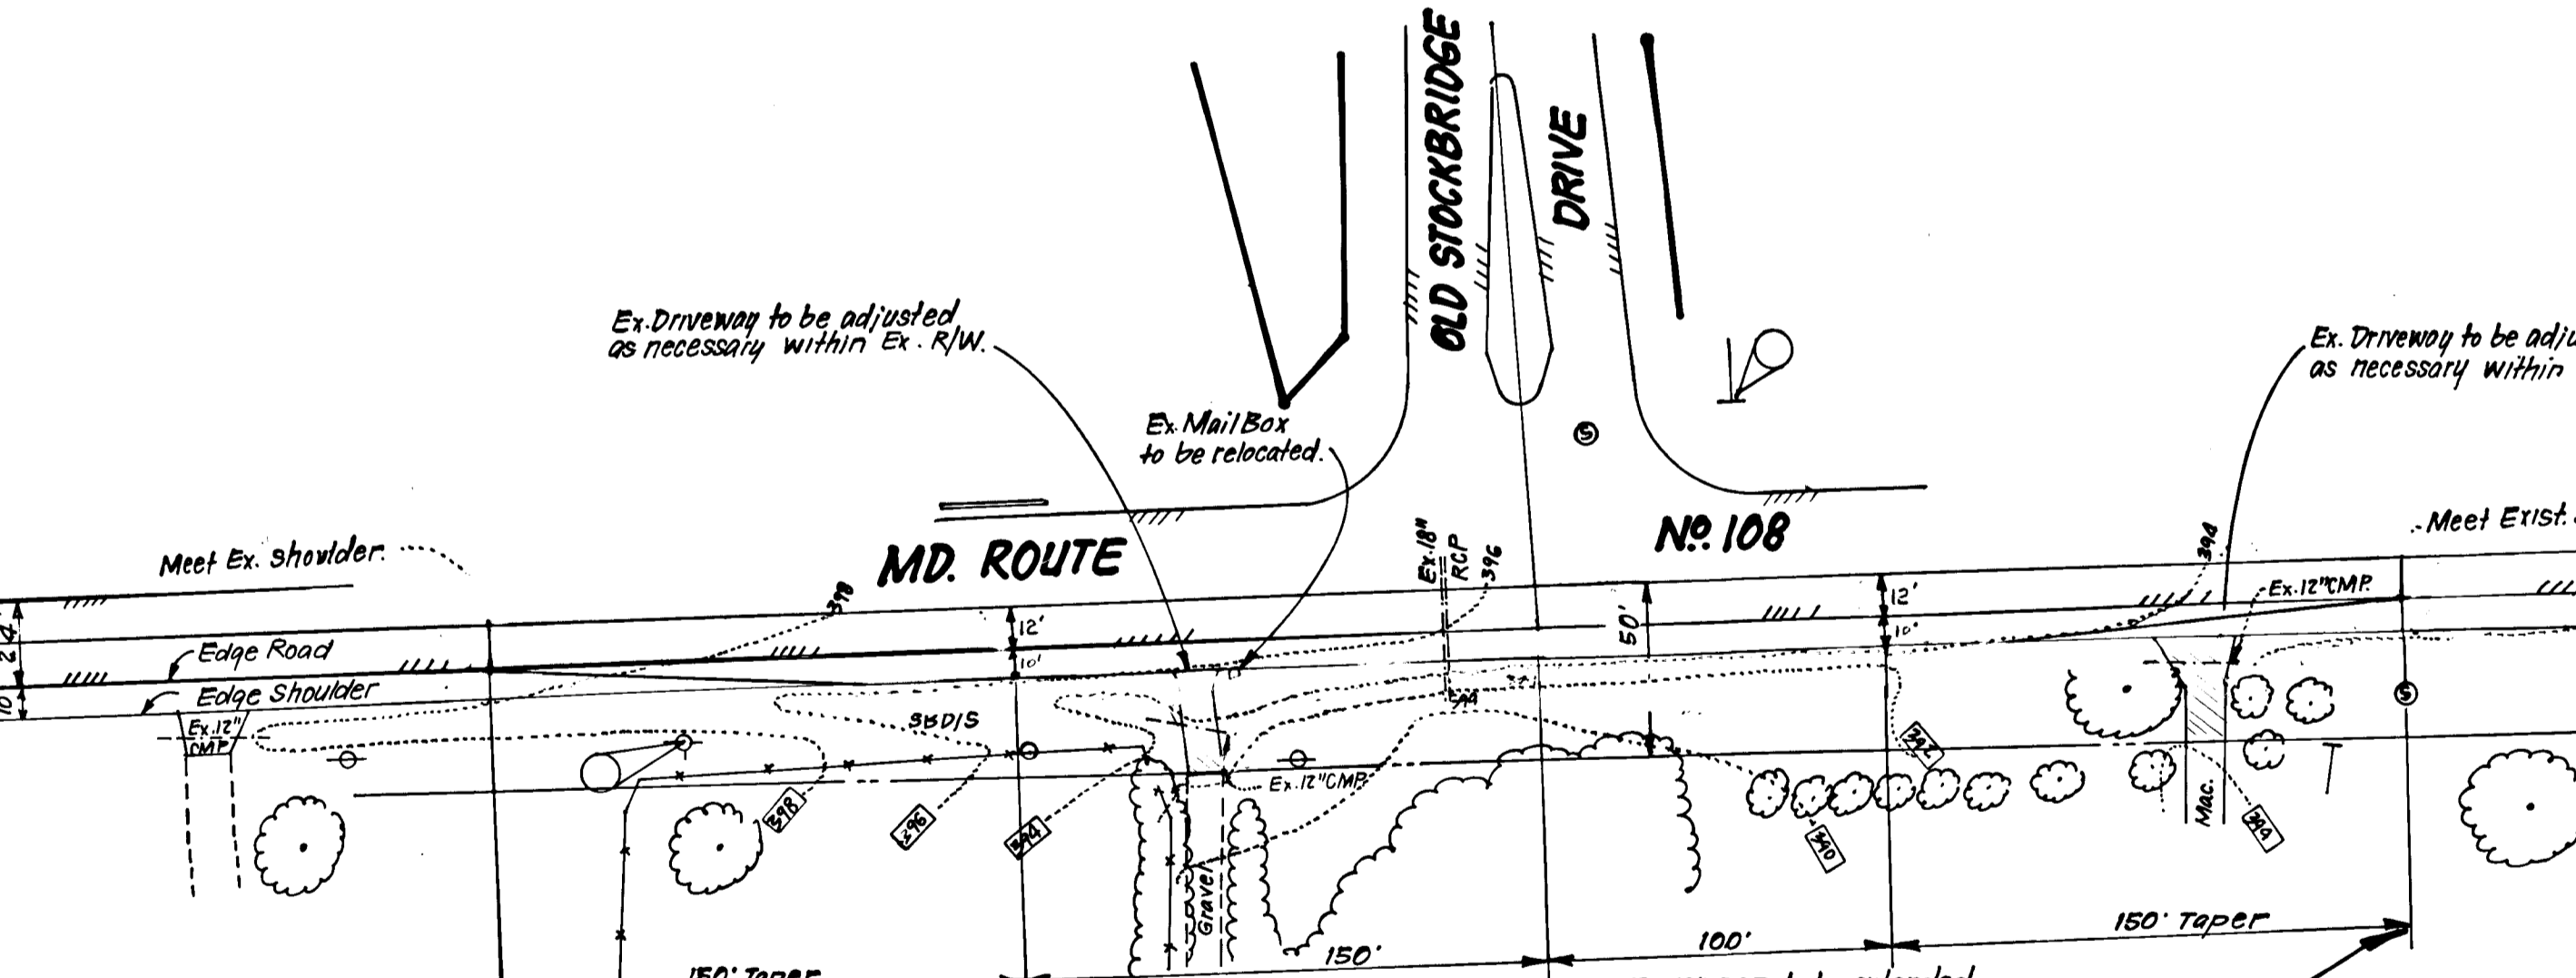 OLD STOCKBRIDGE
DRIVE
Ex. Driveway to be adjusted
as necessary within Ex. R/W.
Ex. Driveway to be adju
as necessary within
Ex. Mail Box
to be relocated.
Meet Ex. shoulder.
MD. ROUTE
No. 108
Meet Exist.
Ex. 18"
RCP
396
398
394
Ex. 12" CMP.
24
10'
Edge Road
Edge Shoulder
12'
10'
50'
12'
10'
Ex. 12"
CMP
SBD/S
Ex. 12" CMP.
392
398
396
394
390
394
Mac.
Gravel
150' Taper
150'
100'
150' Taper